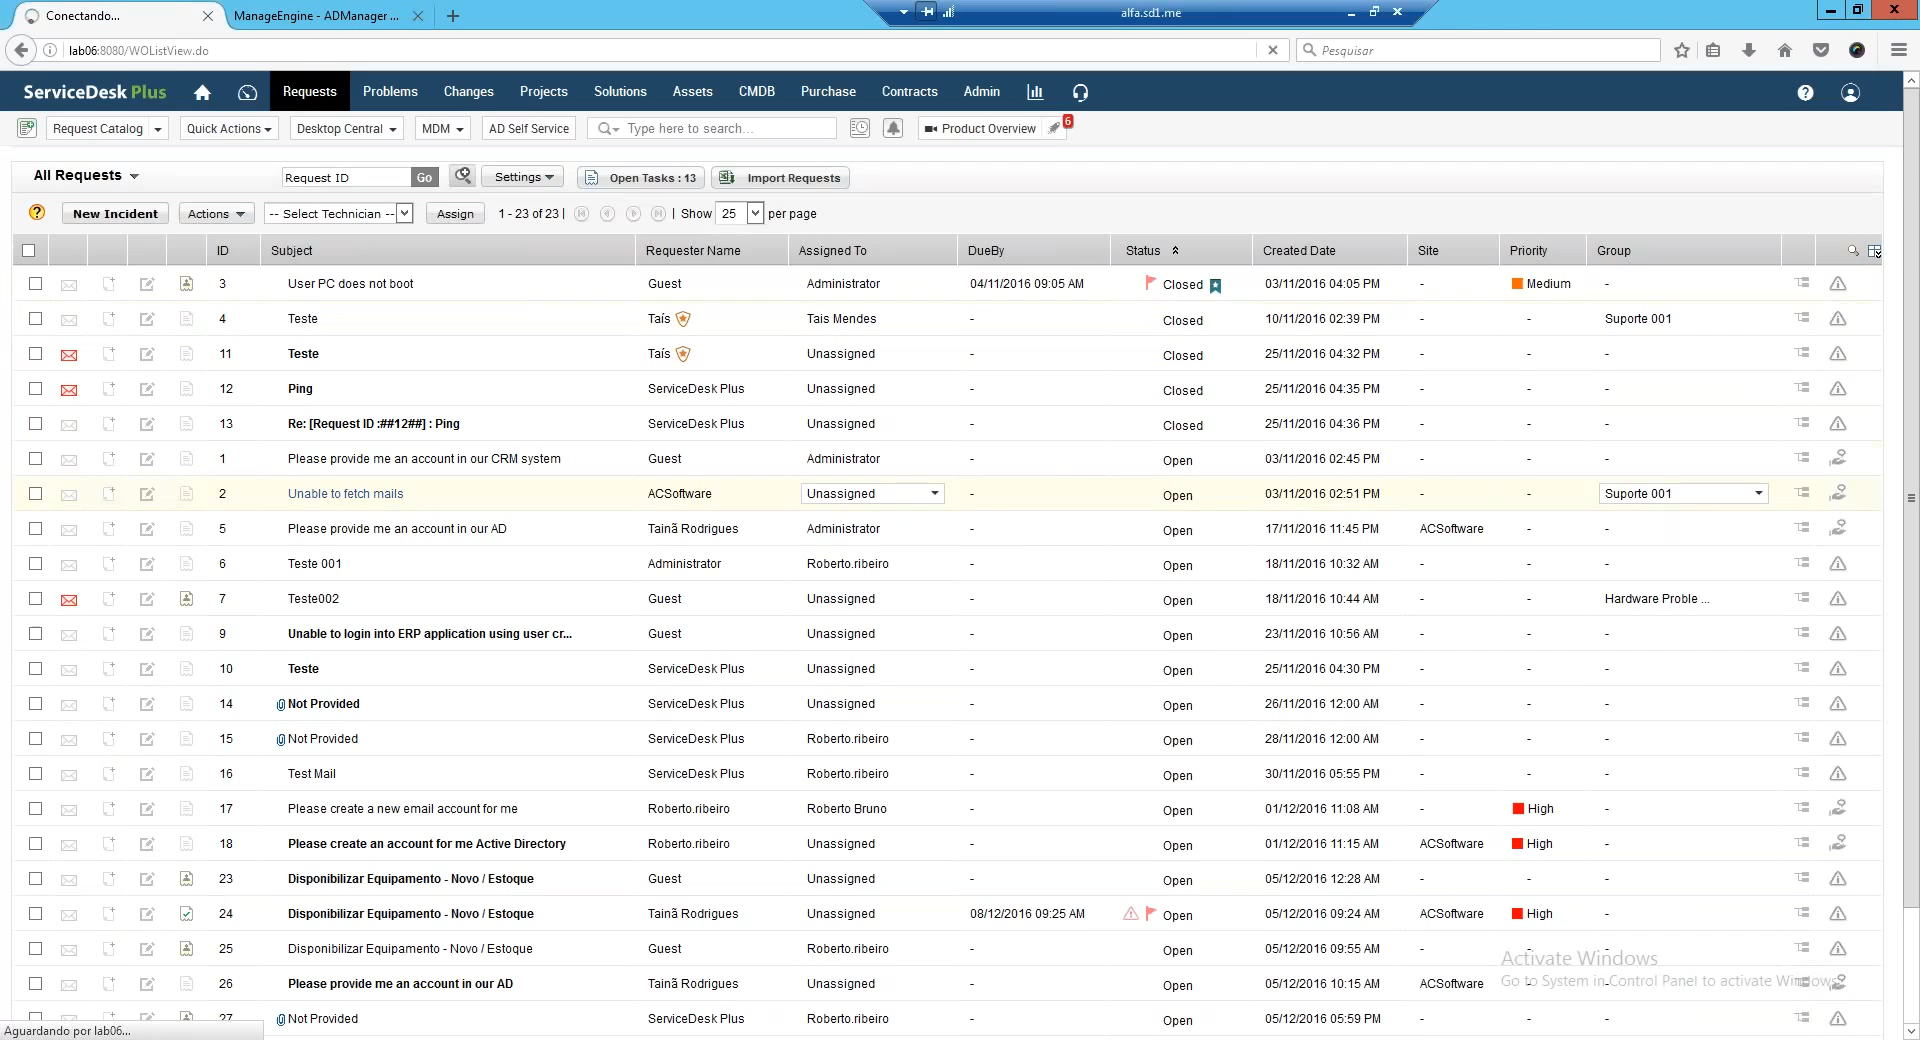 Conectando...
ManageEngine - ADManager ...
alfa.sd1.me
lab06:8080/WOListView.do
Pesquisar
ServiceDesk Plus
Requests Problems Changes Projects Solutions Assets CMDB Purchase Contracts Admin
Request Catalog Quick Actions Desktop Central MDM AD Self Service Type here to search... Product Overview 6
All Requests Request ID Go Settings Open Tasks : 13 Import Requests
New Incident Actions -- Select Technician -- Assign 1 - 23 of 23 | | Show 25 per page
ID Subject Requester Name Assigned To DueBy Status Created Date Site Priority Group
3 User PC does not boot Guest Administrator 04/11/2016 09:05 AM Closed 03/11/2016 04:05 PM - Medium -
4 Teste Taís Tais Mendes - Closed 10/11/2016 02:39 PM - - Suporte 001
11 Teste Taís Unassigned - Closed 25/11/2016 04:32 PM - - -
12 Ping ServiceDesk Plus Unassigned - Closed 25/11/2016 04:35 PM - - -
13 Re: [Request ID :##12##] : Ping ServiceDesk Plus Unassigned - Closed 25/11/2016 04:36 PM - - -
1 Please provide me an account in our CRM system Guest Administrator - Open 03/11/2016 02:45 PM - - -
2 Unable to fetch mails ACSoftware Unassigned - Open 03/11/2016 02:51 PM - - Suporte 001
5 Please provide me an account in our AD Tainã Rodrigues Administrator - Open 17/11/2016 11:45 PM ACSoftware - -
6 Teste 001 Administrator Roberto.ribeiro - Open 18/11/2016 10:32 AM - - -
7 Teste002 Guest Unassigned - Open 18/11/2016 10:44 AM - - Hardware Proble ...
9 Unable to login into ERP application using user cr... Guest Unassigned - Open 23/11/2016 10:56 AM - - -
10 Teste ServiceDesk Plus Unassigned - Open 25/11/2016 04:30 PM - - -
14 Not Provided ServiceDesk Plus Unassigned - Open 26/11/2016 12:00 AM - - -
15 Not Provided ServiceDesk Plus Roberto.ribeiro - Open 28/11/2016 12:00 AM - - -
16 Test Mail ServiceDesk Plus Roberto.ribeiro - Open 30/11/2016 05:55 PM - - -
17 Please create a new email account for me Roberto.ribeiro Roberto Bruno - Open 01/12/2016 11:08 AM - High -
18 Please create an account for me Active Directory Roberto.ribeiro Unassigned - Open 01/12/2016 11:15 AM ACSoftware High -
23 Disponibilizar Equipamento - Novo / Estoque Guest Unassigned - Open 05/12/2016 12:28 AM - - -
24 Disponibilizar Equipamento - Novo / Estoque Tainã Rodrigues Unassigned 08/12/2016 09:25 AM Open 05/12/2016 09:24 AM ACSoftware High -
25 Disponibilizar Equipamento - Novo / Estoque Guest Roberto.ribeiro - Open 05/12/2016 09:55 AM - - -
Activate Windows
26 Please provide me an account in our AD Tainã Rodrigues Unassigned - Open 05/12/2016 10:15 AM ACSoftware - -
Go to System in Control Panel to activate Windows.
27 Not Provided ServiceDesk Plus Roberto.ribeiro - Open 05/12/2016 05:59 PM - - -
Aguardando por lab06...